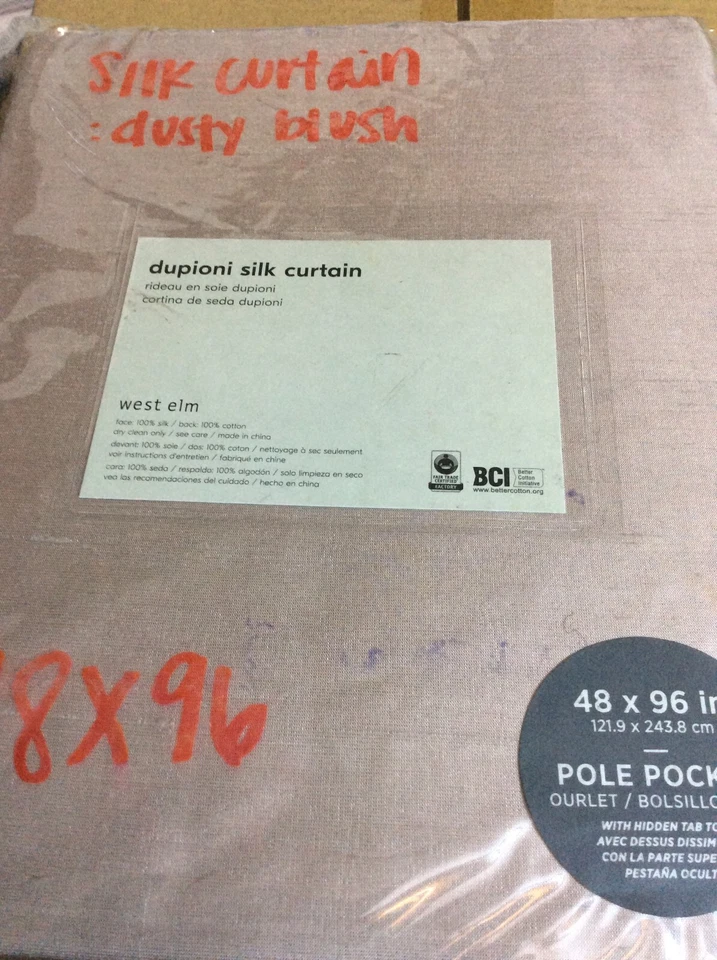 SILK CURTAIN
: dusty blush
dupioni silk curtain
rideau en soie dupioni
cortina de seda dupioni
west elm
face: 100% silk / back: 100% cotton
dry clean only / see care / made in china
devant: 100% soie / dos: 100% coton / nettoyage à sec seulement
voir instructions d'entretien / fabriqué en chine
cara: 100% seda / respaldo: 100% algodón / solo limpieza en seco
vea las recomendaciones del cuidado / hecho en china
FAIR TRADE
CERTIFIED
FACTORY
BCI
Better
Cotton
Initiative
www.bettercotton.org
8X96
48 x 96 in
121.9 x 243.8 cm
POLE POCK
OURLET / BOLSILLO
WITH HIDDEN TAB TO
AVEC DESSUS DISSIM
CON LA PARTE SUPE
PESTAÑA OCULT